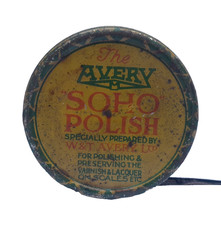 The
AVERY
"SOHO"
POLISH
SPECIALLY PREPARED BY
W & T. AVERY LTD
FOR POLISHING &
PRESERVING THE
VARNISH & LACQUER
ON SCALES ETC.